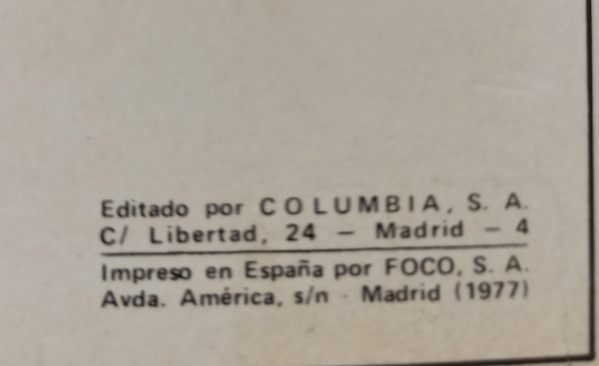 Editado por COLUMBIA, S. A.
C/ Libertad, 24 — Madrid — 4
Impreso en España por FOCO, S. A.
Avda. América, s/n - Madrid (1977)